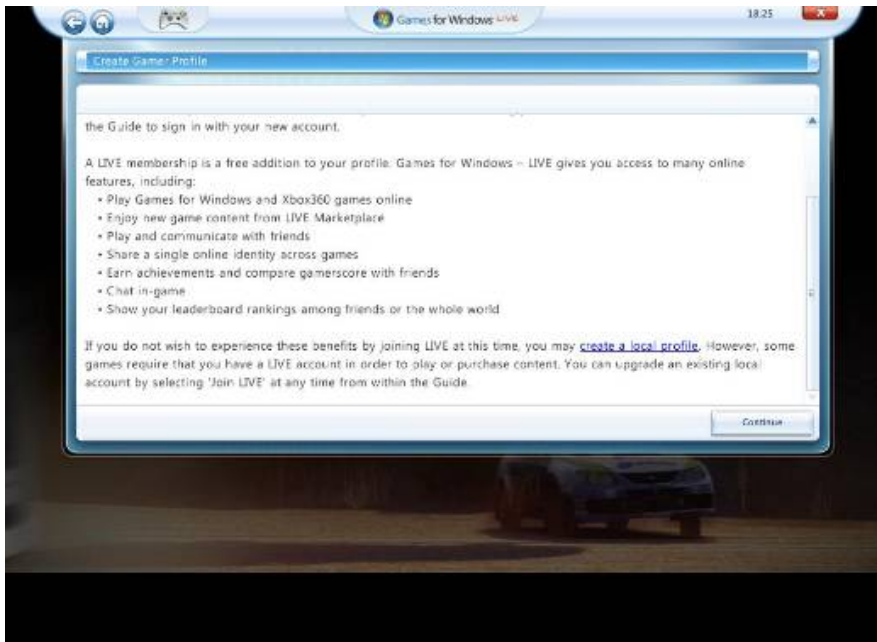 Games for Windows LIVE
18:25
X
Create Gamer Profile
the Guide to sign in with your new account.
A LIVE membership is a free addition to your profile. Games for Windows – LIVE gives you access to many online
features, including:
• Play Games for Windows and Xbox360 games online
• Enjoy new game content from LIVE Marketplace
• Play and communicate with friends
• Share a single online identity across games
• Earn achievements and compare gamerscore with friends
• Chat in-game
• Show your leaderboard rankings among friends or the whole world
If you do not wish to experience these benefits by joining LIVE at this time, you may create a local profile. However, some
games require that you have a LIVE account in order to play or purchase content. You can upgrade an existing local
account by selecting 'Join LIVE' at any time from within the Guide.
Continue